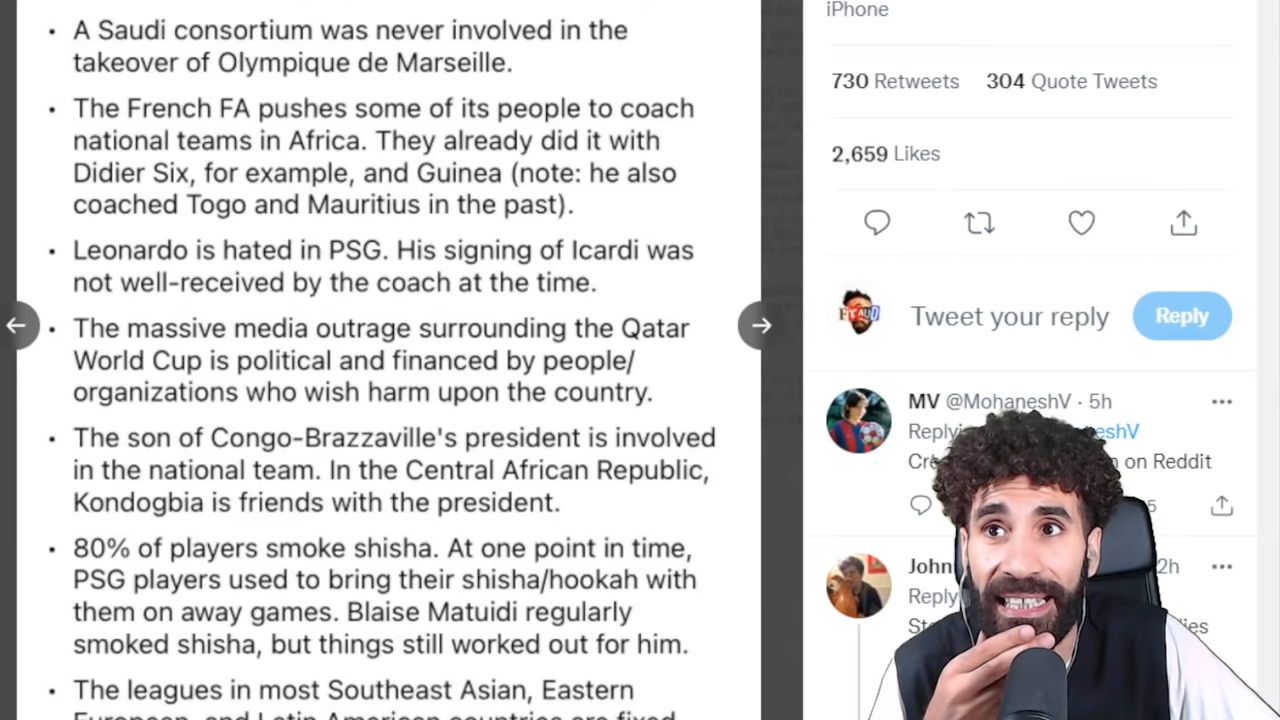 • A Saudi consortium was never involved in the
takeover of Olympique de Marseille.
• The French FA pushes some of its people to coach
national teams in Africa. They already did it with
Didier Six, for example, and Guinea (note: he also
coached Togo and Mauritius in the past).
• Leonardo is hated in PSG. His signing of Icardi was
not well-received by the coach at the time.
• The massive media outrage surrounding the Qatar
World Cup is political and financed by people/
organizations who wish harm upon the country.
• The son of Congo-Brazzaville's president is involved
in the national team. In the Central African Republic,
Kondogbia is friends with the president.
• 80% of players smoke shisha. At one point in time,
PSG players used to bring their shisha/hookah with
them on away games. Blaise Matuidi regularly
smoked shisha, but things still worked out for him.
• The leagues in most Southeast Asian, Eastern
European, and Latin American countries are fixed
iPhone
730 Retweets 304 Quote Tweets
2,659 Likes
Tweet your reply
Reply
MV @MohaneshV · 5h
on Reddit
John